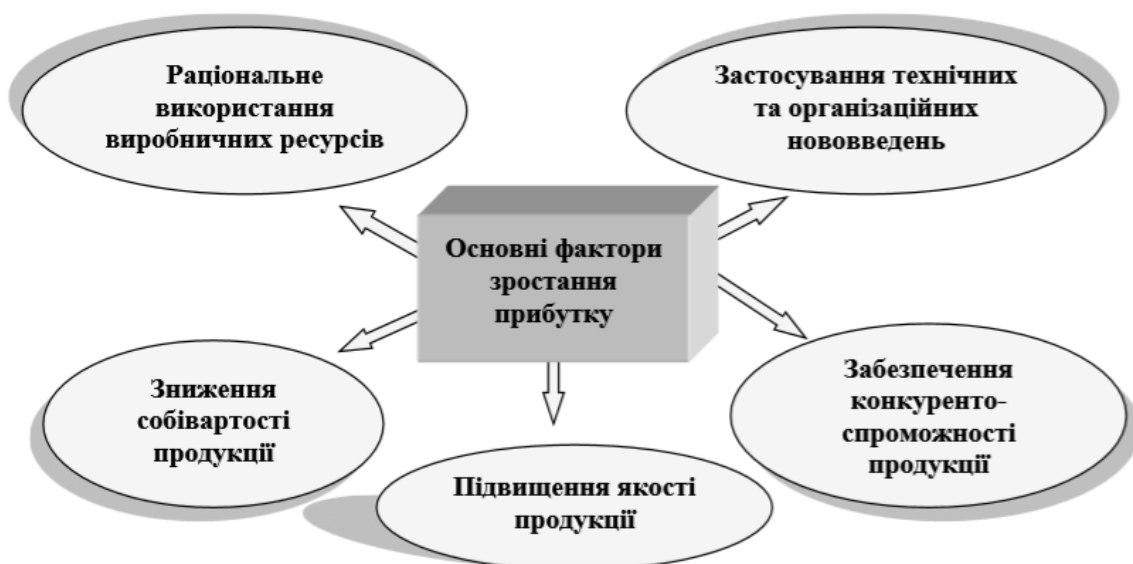 Раціональне
використання
виробничих ресурсів
Застосування технічних
та організаційних
нововведень
Основні фактори
зростання
прибутку
Зниження
собівартості
продукції
Підвищення якості
продукції
Забезпечення
конкуренто-
спроможності
продукції